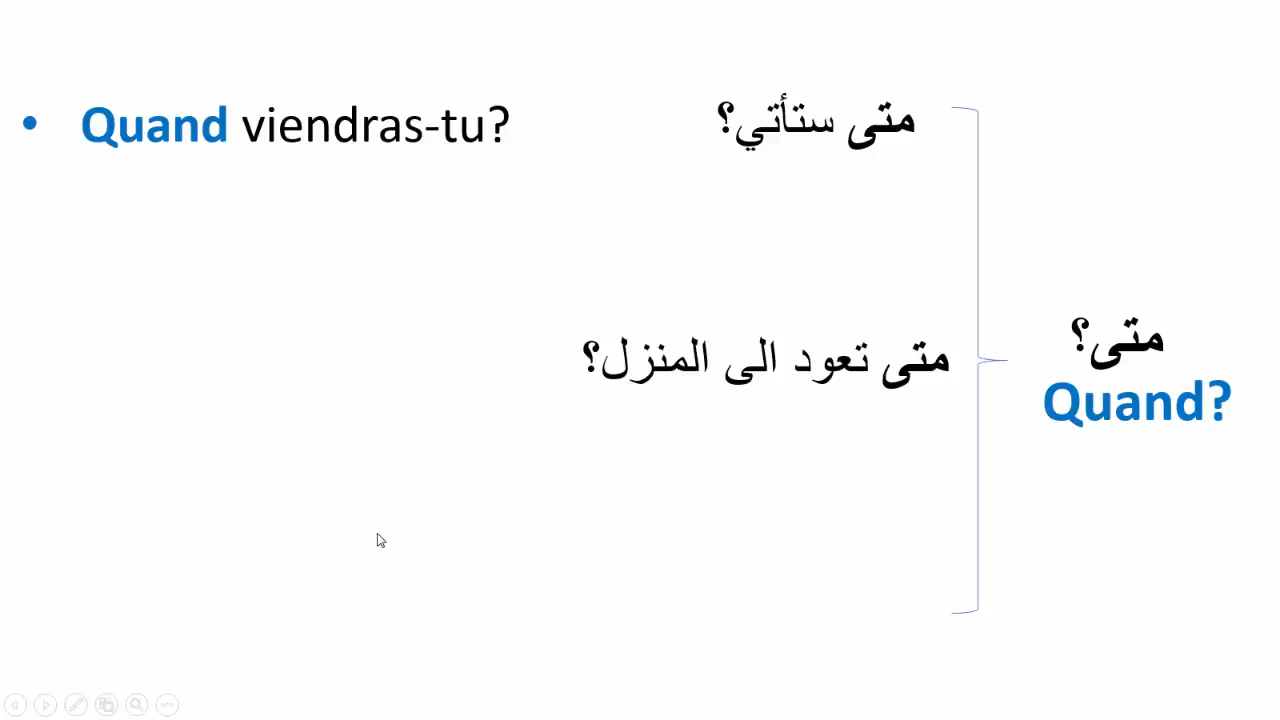 • Quand viendras-tu?
متى ستأتي؟
متى تعود الى المنزل؟
متى؟
Quand?